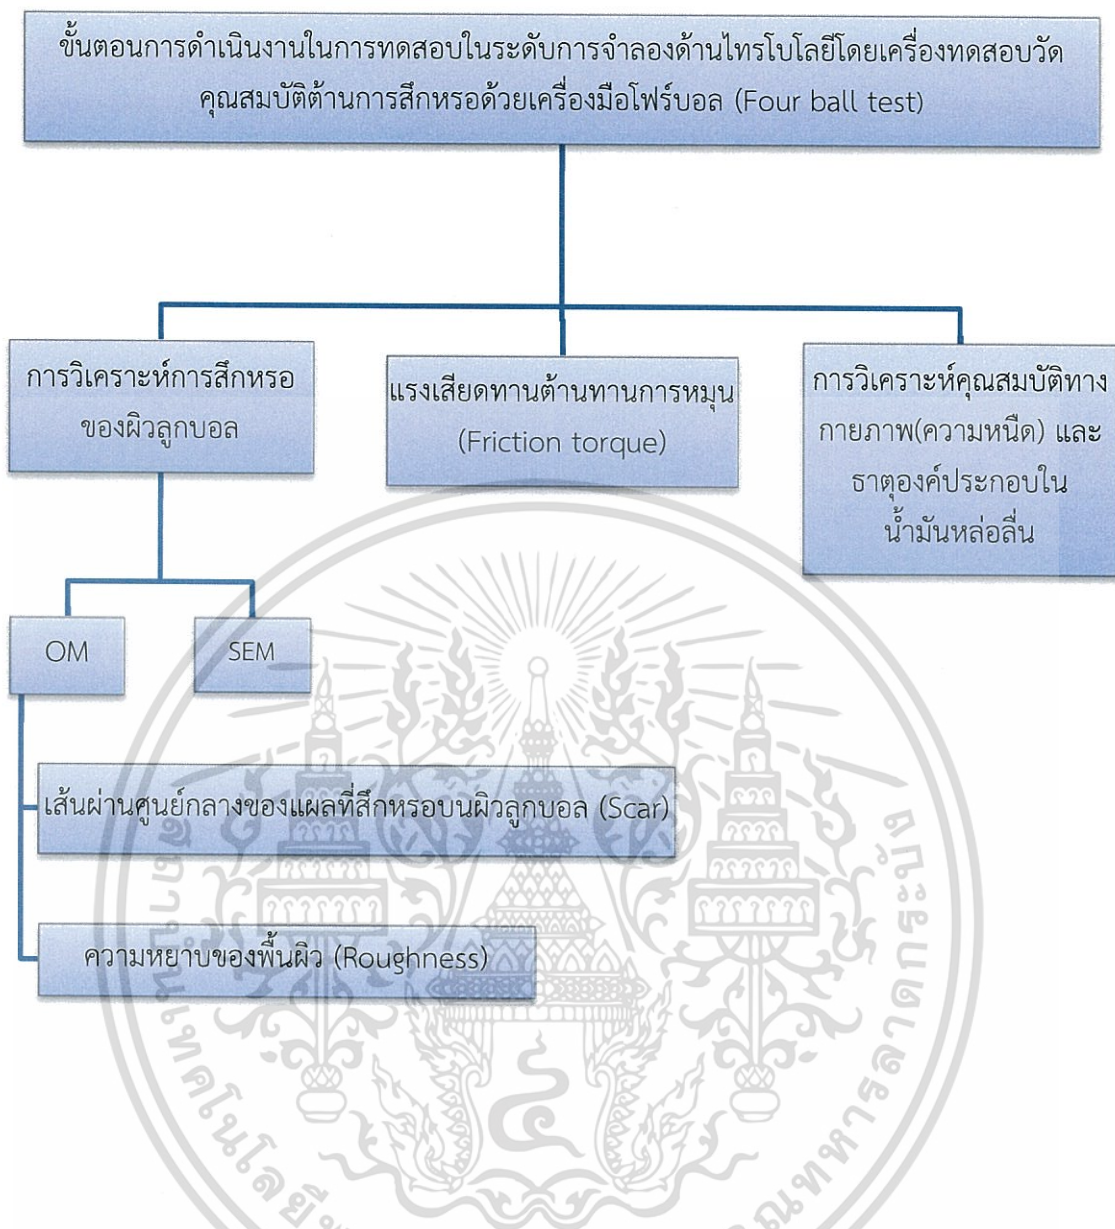 ขั้นตอนการดำเนินงานในการทดสอบในระดับการจำลองด้านไทรโบโลยีโดยเครื่องทดสอบวัด
คุณสมบัติต้านการสึกหรอด้วยเครื่องมือโฟร์บอล (Four ball test)
การวิเคราะห์การสึกหรอ
ของผิวลูกบอล
แรงเสียดทานต้านทานการหมุน
(Friction torque)
การวิเคราะห์คุณสมบัติทาง
กายภาพ(ความหนืด) และ
ธาตุองค์ประกอบใน
น้ำมันหล่อลื่น
OM
SEM
เส้นผ่านศูนย์กลางของแผลที่สึกหรอบนผิวลูกบอล (Scar)
ความหยาบของพื้นผิว (Roughness)